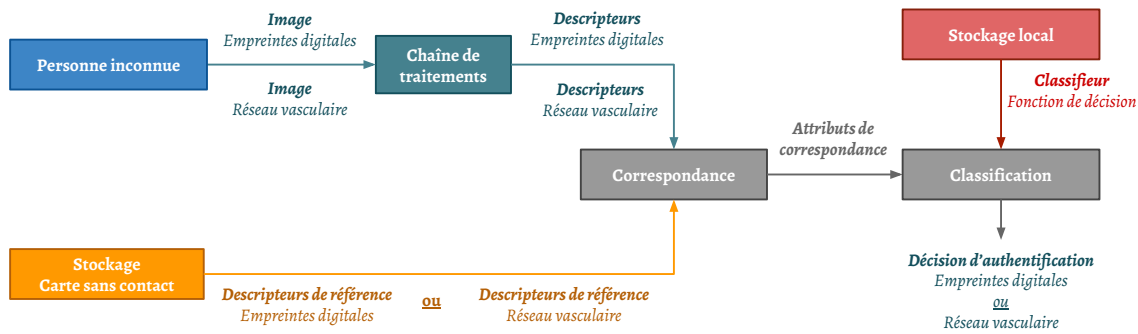 Image
Empreintes digitales
Descripteurs
Empreintes digitales
Stockage local
Personne inconnue
Chaîne de
traitements
Image
Réseau vasculaire
Descripteurs
Réseau vasculaire
Classifieur
Fonction de décision
Attributs de
correspondance
Correspondance
Classification
Stockage
Carte sans contact
Descripteurs de référence
Empreintes digitales
ou
Descripteurs de référence
Réseau vasculaire
Décision d'authentification
Empreintes digitales
ou
Réseau vasculaire